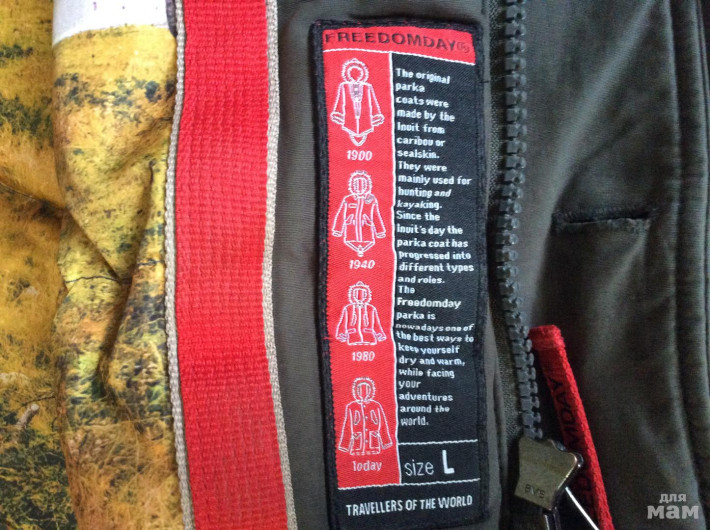 FREEDOMDAY®
The original
parka
coats were
made by the
Inuit from
caribou or
sealskin.
They were
mainly used for
hunting and
kayaking.
Since the
Inuit's day the
parka coat has
progressed into
different types
and roles.
The
Freedomday
parka is
nowadays one of
the best ways to
keep yourself
dry and warm,
while facing
your
adventures
around the
world.
1900
1940
1980
today
size L
TRAVELLERS OF THE WORLD
для
мам